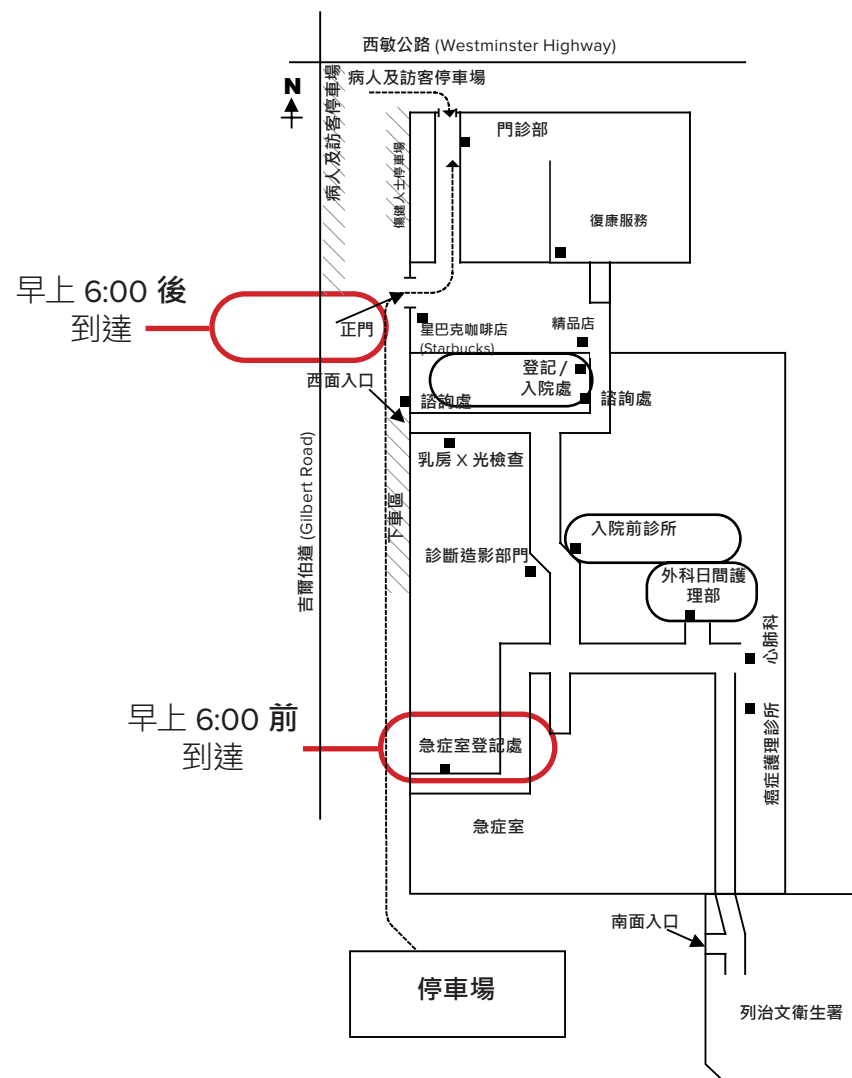 西敏公路 (Westminster Highway)
病人及訪客停車場
病人及訪客停車場
N
傷健人士停車場
門診部
復康服務
早上 6:00 後
到達
正門
星巴克咖啡店
(Starbucks)
精品店
西面入口
諮詢處
登記 /
入院處
諮詢處
乳房 X 光檢查
吉爾伯道 (Gilbert Road)
下車區
診斷造影部門
入院前診所
外科日間護
理部
心肺科
早上 6:00 前
到達
急症室登記處
癌症護理診所
急症室
南面入口
停車場
列治文衛生署